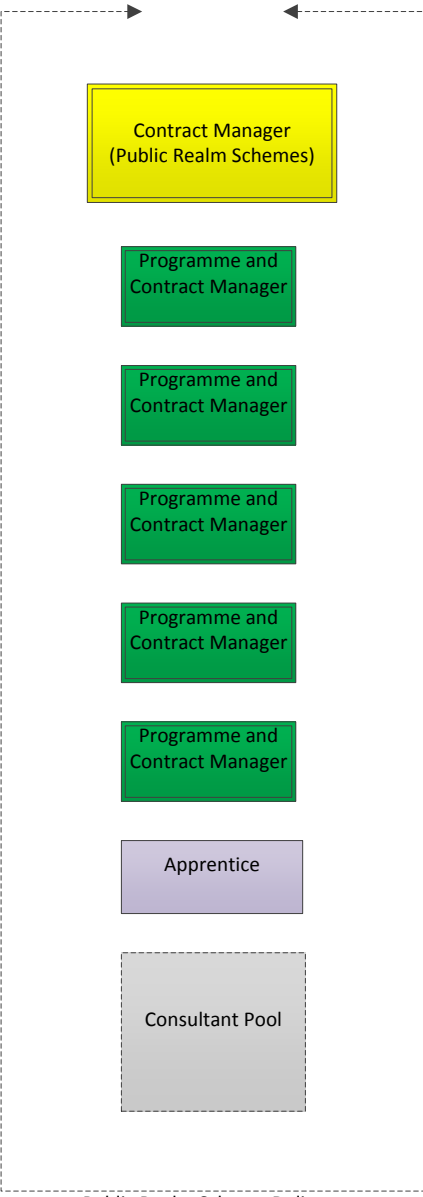 Contract Manager
(Public Realm Schemes)
Programme and
Contract Manager
Programme and
Contract Manager
Programme and
Contract Manager
Programme and
Contract Manager
Programme and
Contract Manager
Apprentice
Consultant Pool